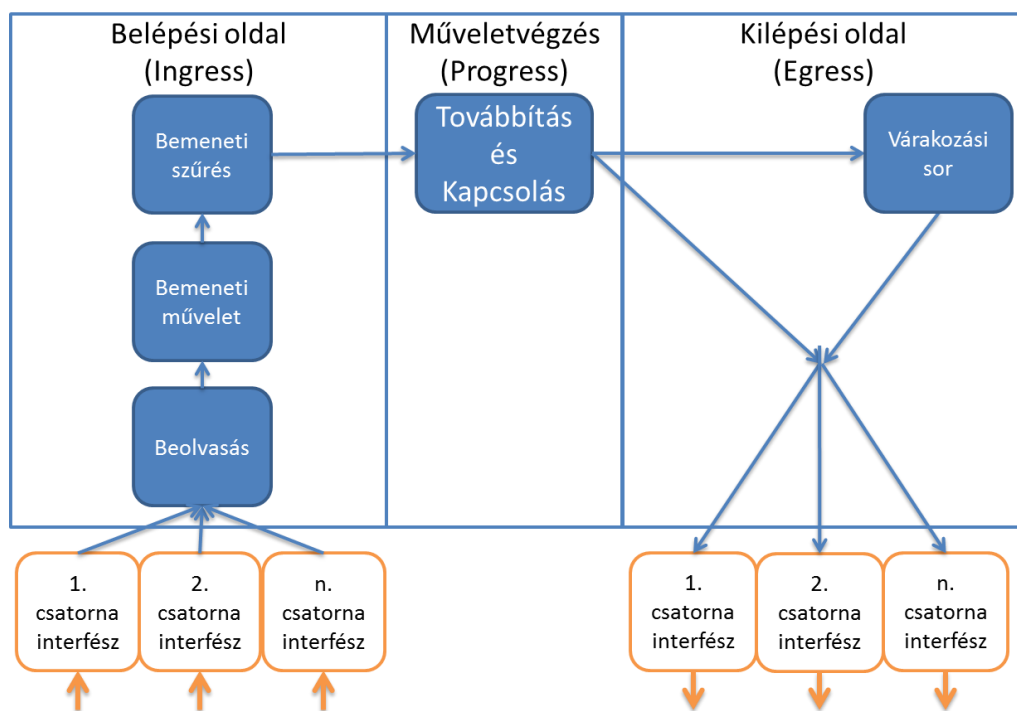 Belépési oldal
(Ingress)
Műveletvégzés
(Progress)
Kilépési oldal
(Egress)
Bemeneti
szűrés
Továbbítás
és
Kapcsolás
Várakozási
sor
Bemeneti
művelet
Beolvasás
1.
csatorna
interfész
2.
csatorna
interfész
n.
csatorna
interfész
1.
csatorna
interfész
2.
csatorna
interfész
n.
csatorna
interfész